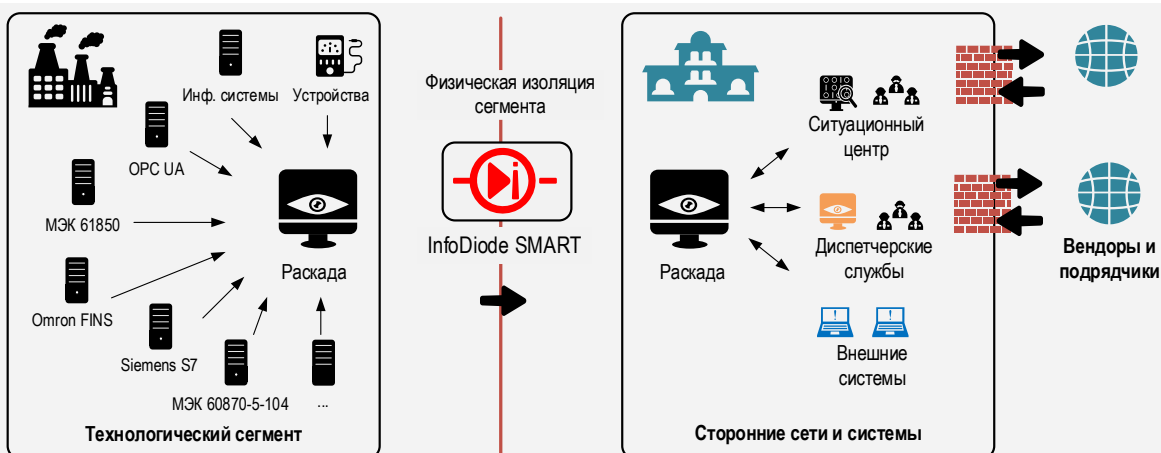 Инф. системы
Устройства
OPC UA
МЭК 61850
Omron FINS
Siemens S7
МЭК 60870-5-104
...
Раскада
Технологический сегмент
Физическая изоляция
сегмента
InfoDiode SMART
Раскада
Ситуационный
центр
Диспетчерские
службы
Внешние
системы
Сторонние сети и системы
Вендоры и
подрядчики